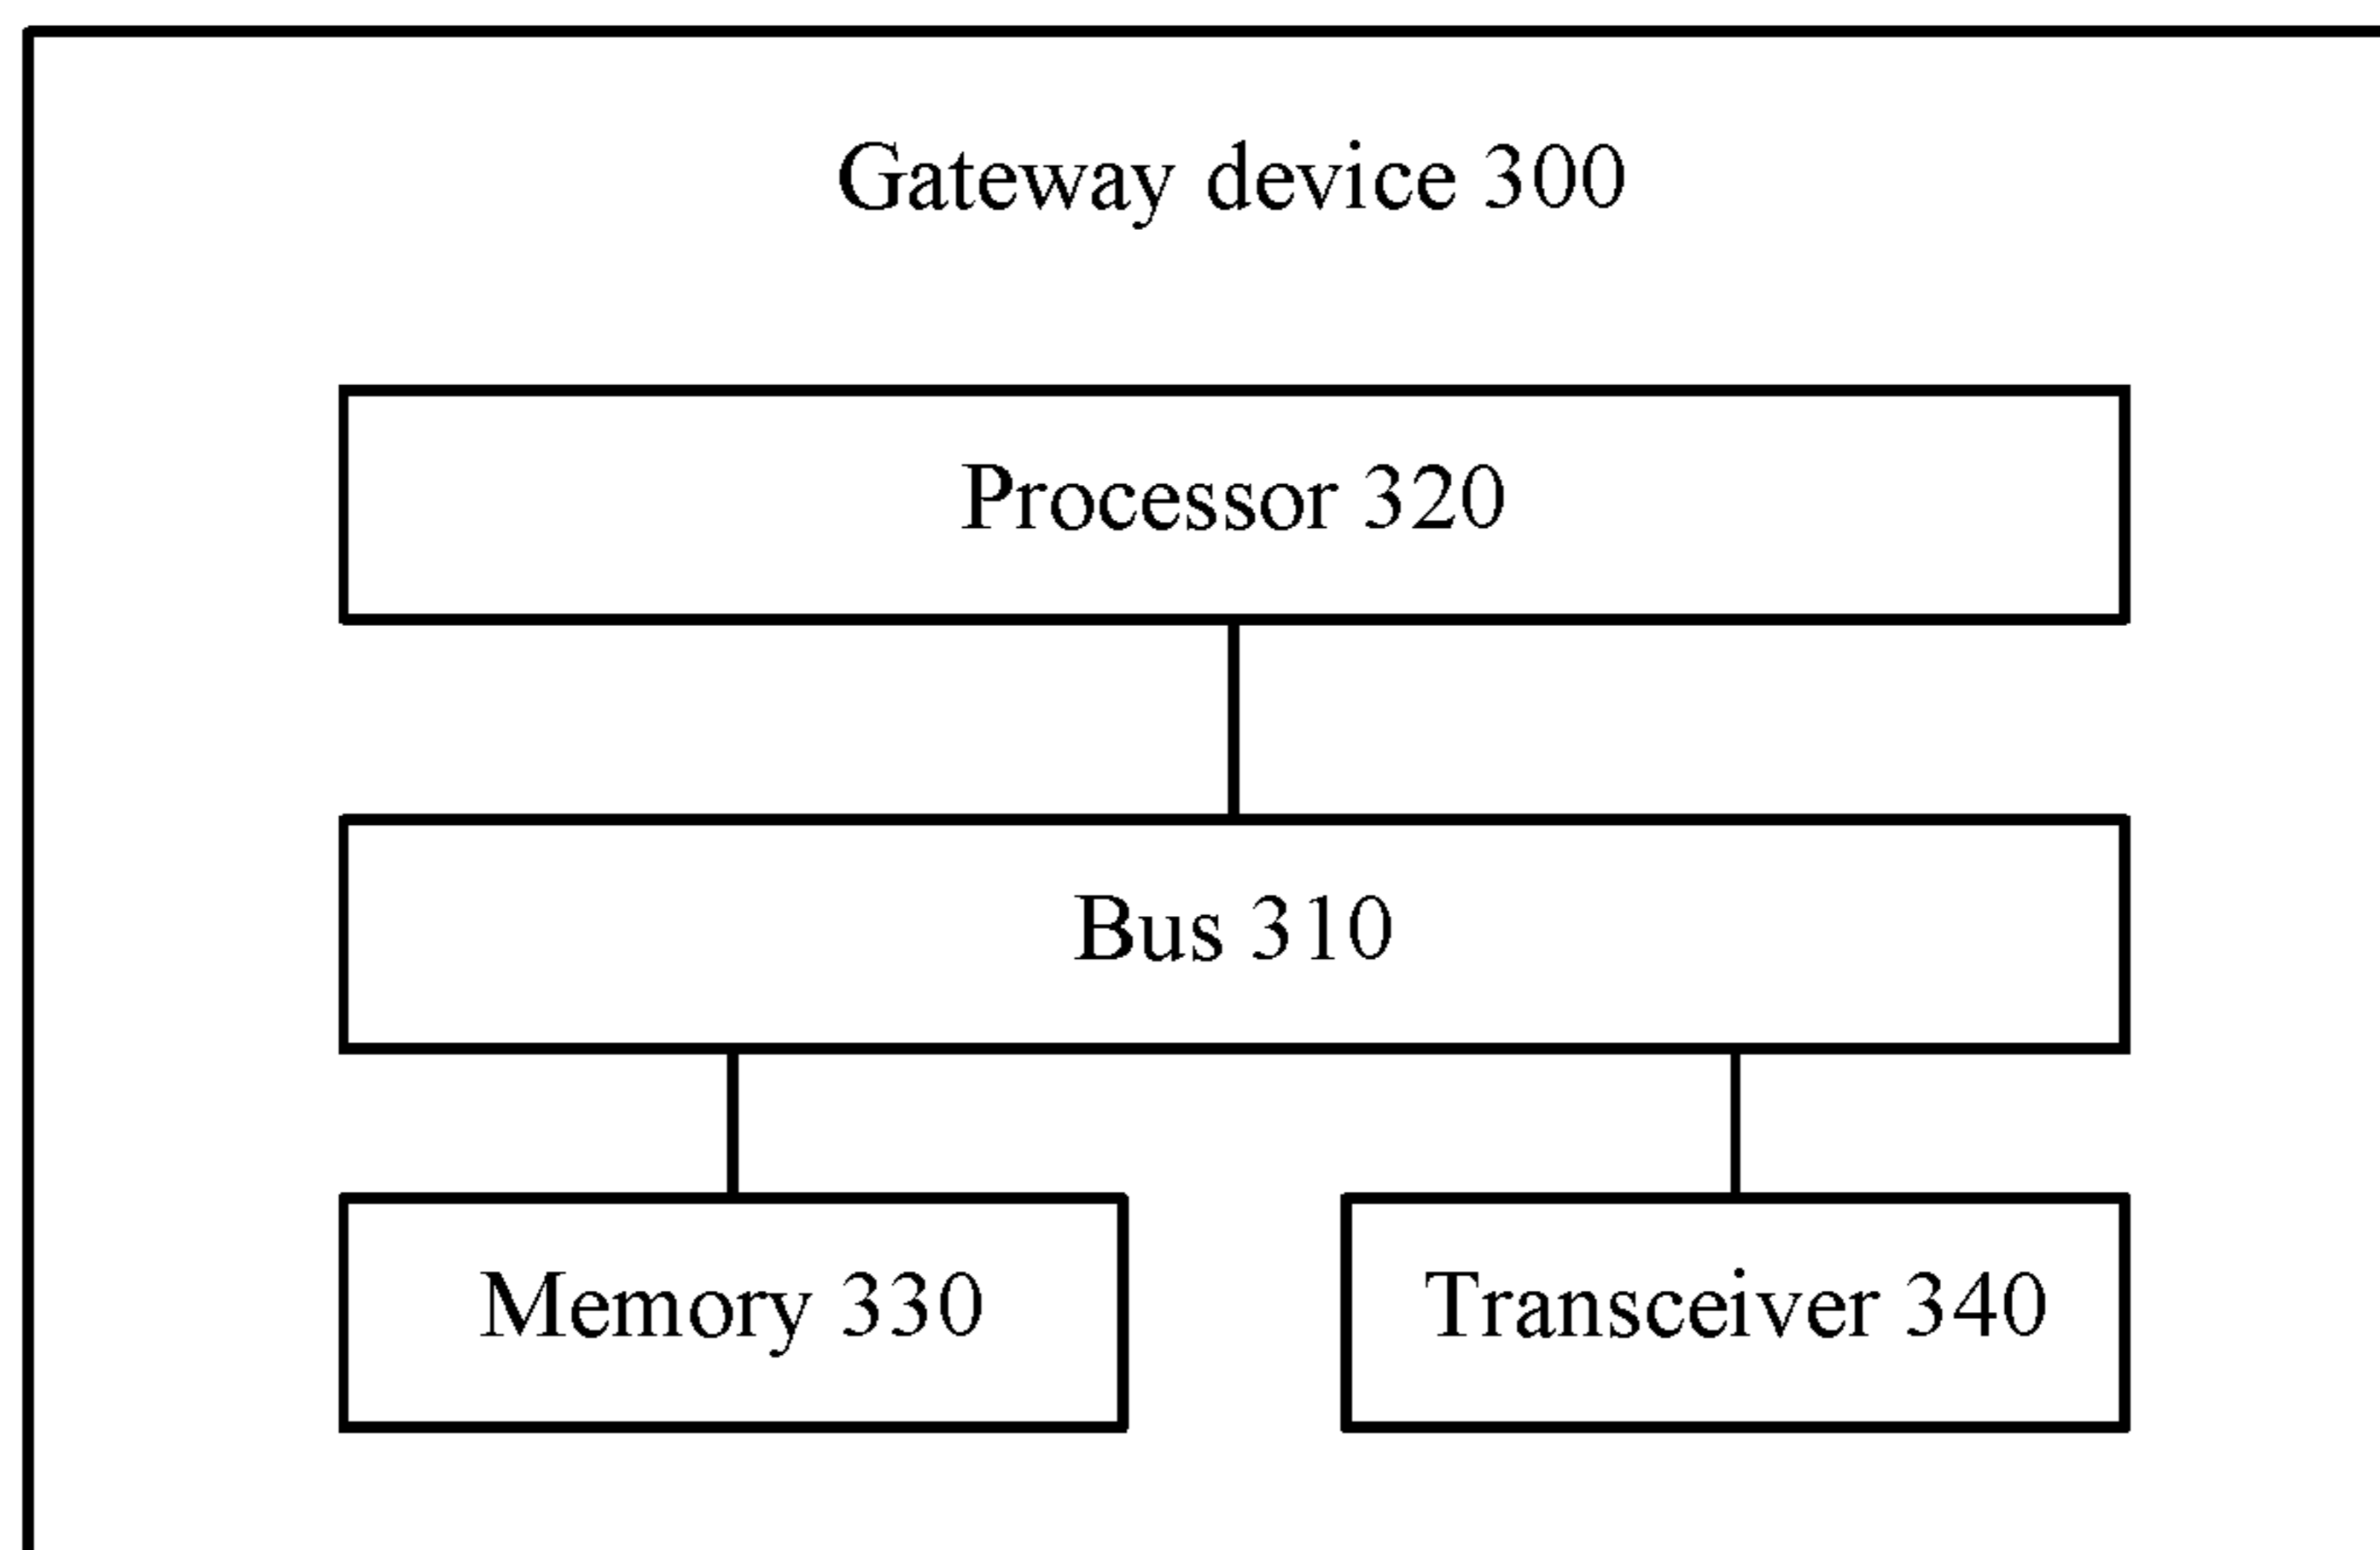 Gateway device 300
Processor 320
Bus 310
Memory 330
Transceiver 340